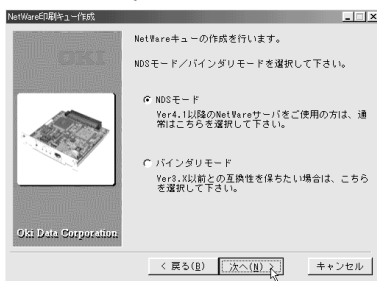 NetWare印刷キュー作成
NetWareキューの作成を行います。
NDSモード／バインダリモードを選択して下さい。
NDSモード
Ver4.1以降のNetWareサーバをご使用の方は、通
常はこちらを選択して下さい。
バインダリモード
Ver3.X以前との互換性を保ちたい場合は、こちら
を選択して下さい。
OKI
Oki Data Corporation
< 戻る(B)
次へ(N) >
キャンセル